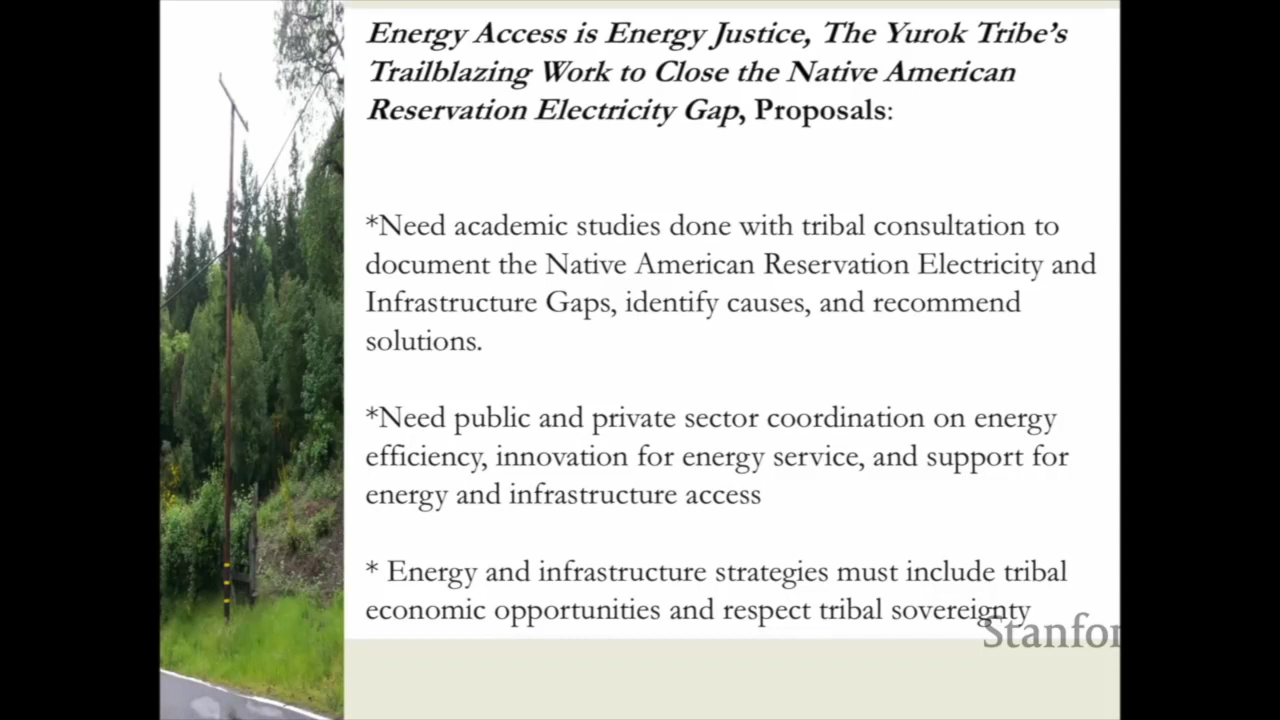 Energy Access is Energy Justice, The Yurok Tribe's
Trailblazing Work to Close the Native American
Reservation Electricity Gap, Proposals:
*Need academic studies done with tribal consultation to
document the Native American Reservation Electricity and
Infrastructure Gaps, identify causes, and recommend
solutions.
*Need public and private sector coordination on energy
efficiency, innovation for energy service, and support for
energy and infrastructure access
* Energy and infrastructure strategies must include tribal
economic opportunities and respect tribal sovereignty
Stanfor